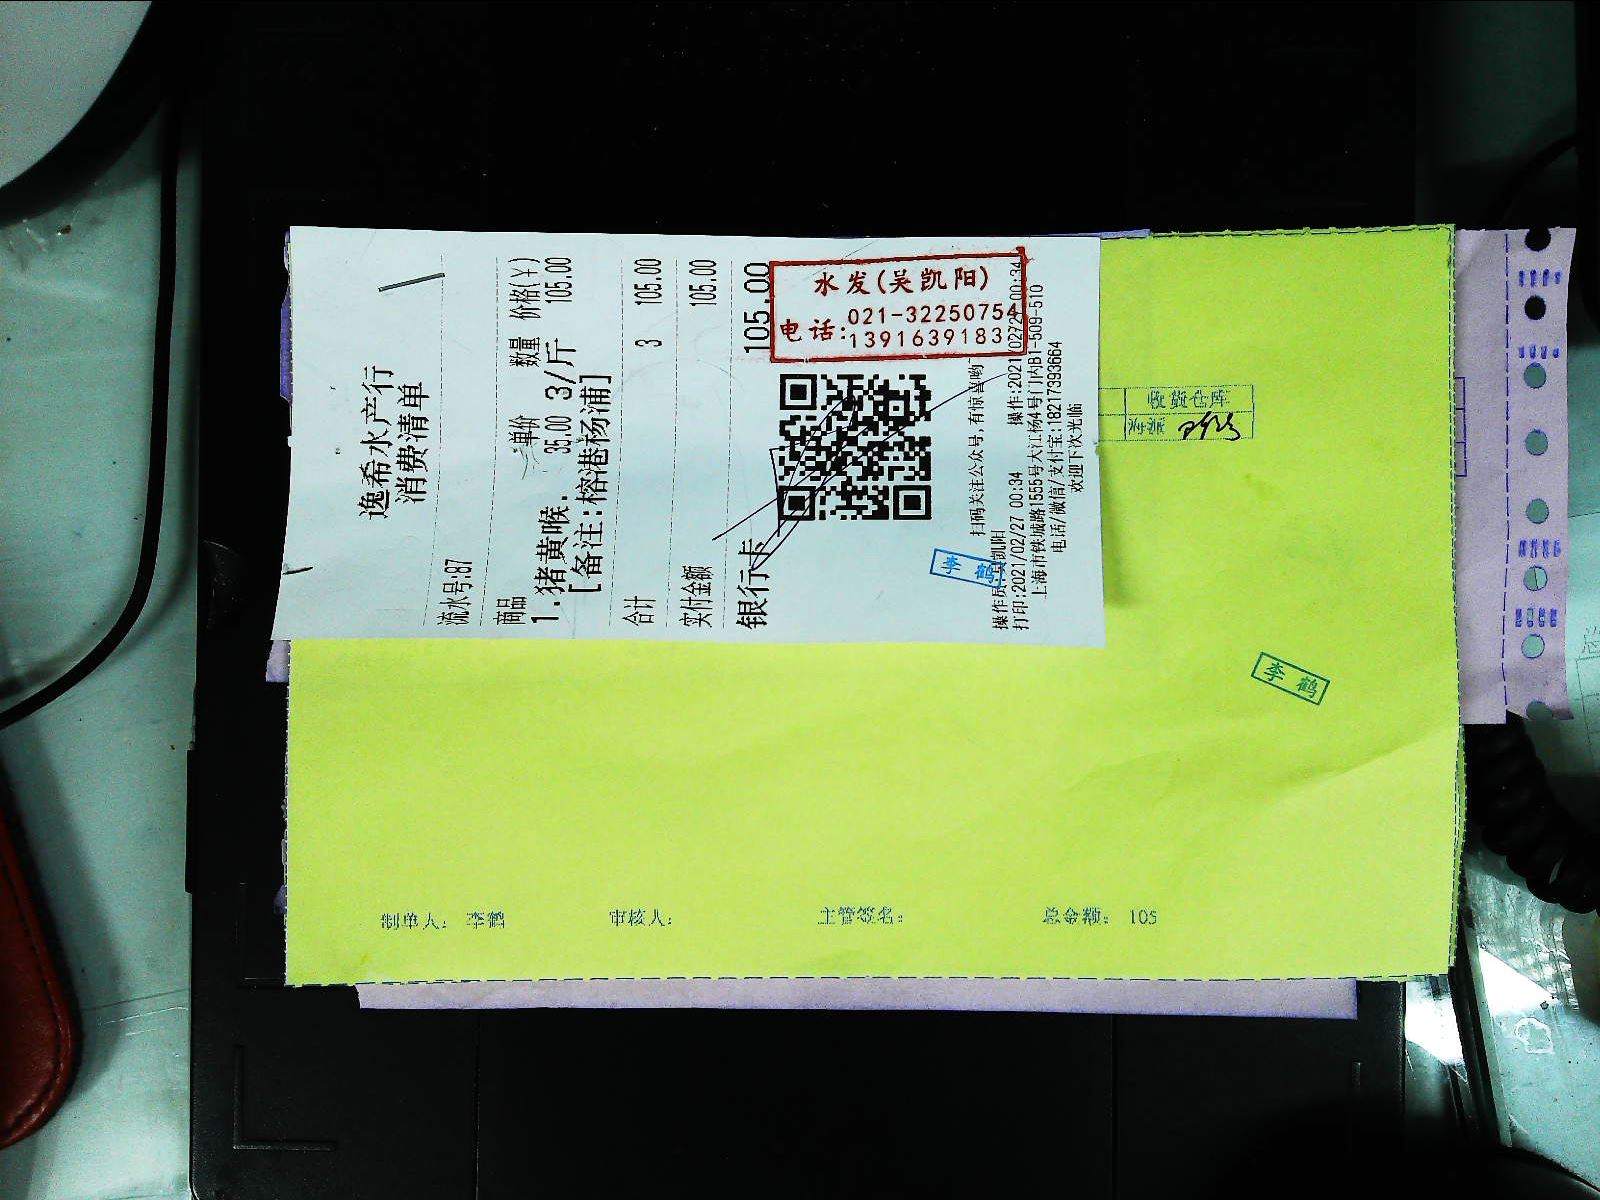 逸希水产行
消费清单
流水号:87
商品 单价 数量 价格(¥)
1.猪黄喉. 35.00 3/斤 105.00
[备注:榕港杨浦]
合计 3 105.00
实付金额 105.00
银行卡 105.00
水发(吴凯阳)
电话:021-32250754
1391639183
扫码关注公众号,有惊喜哟
李鹤
打印:2021/02/27 00:34
上海市铁城路1555号大江杨4号门内B1-509-510
电话/微信/支付宝:18217393664
欢迎下次光临
李鹤
制单人: 李鹤 审核人: 主管签名: 总金额: 105